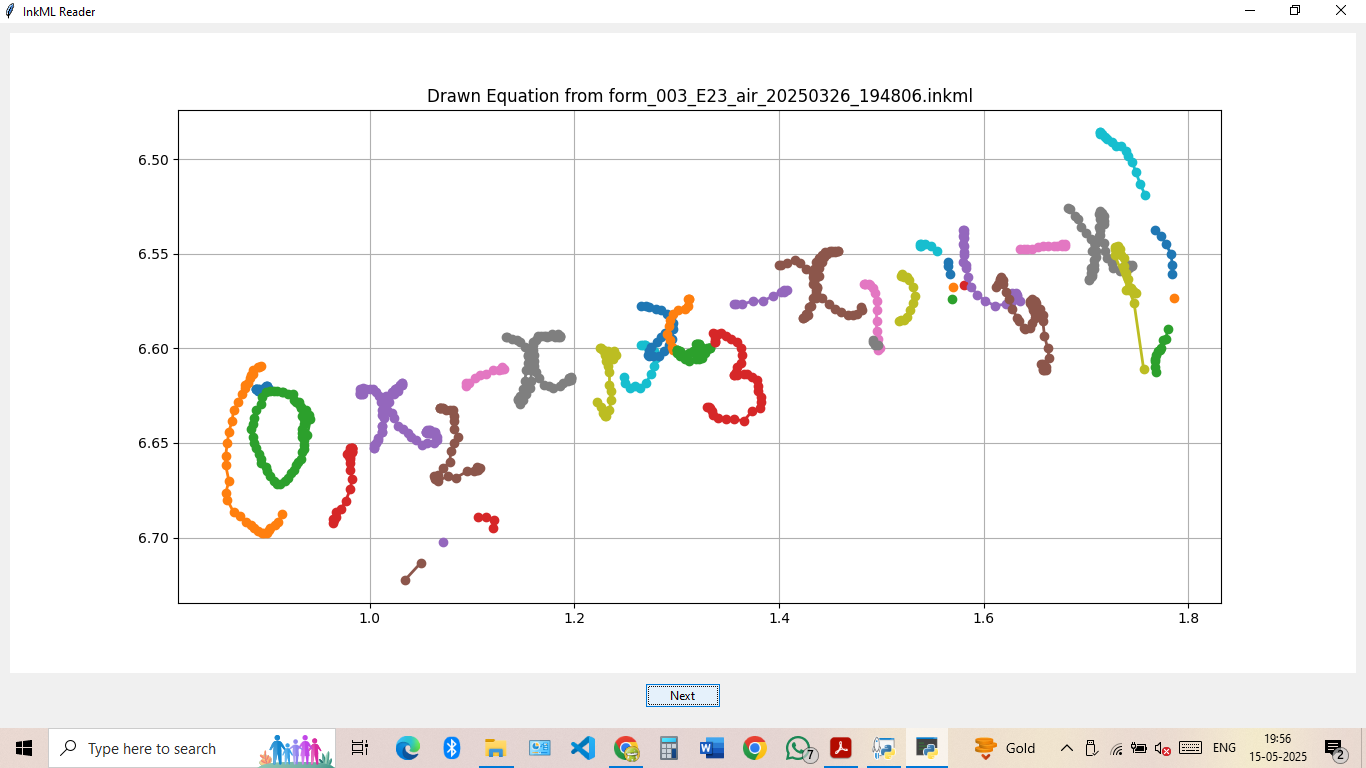 InkML Reader
Drawn Equation from form_003_E23_air_20250326_194806.inkml
6.50
6.55
6.60
6.65
6.70
1.0
1.2
1.4
1.6
1.8
Next
Type here to search
7
Gold
ENG
19:56
15-05-2025
2